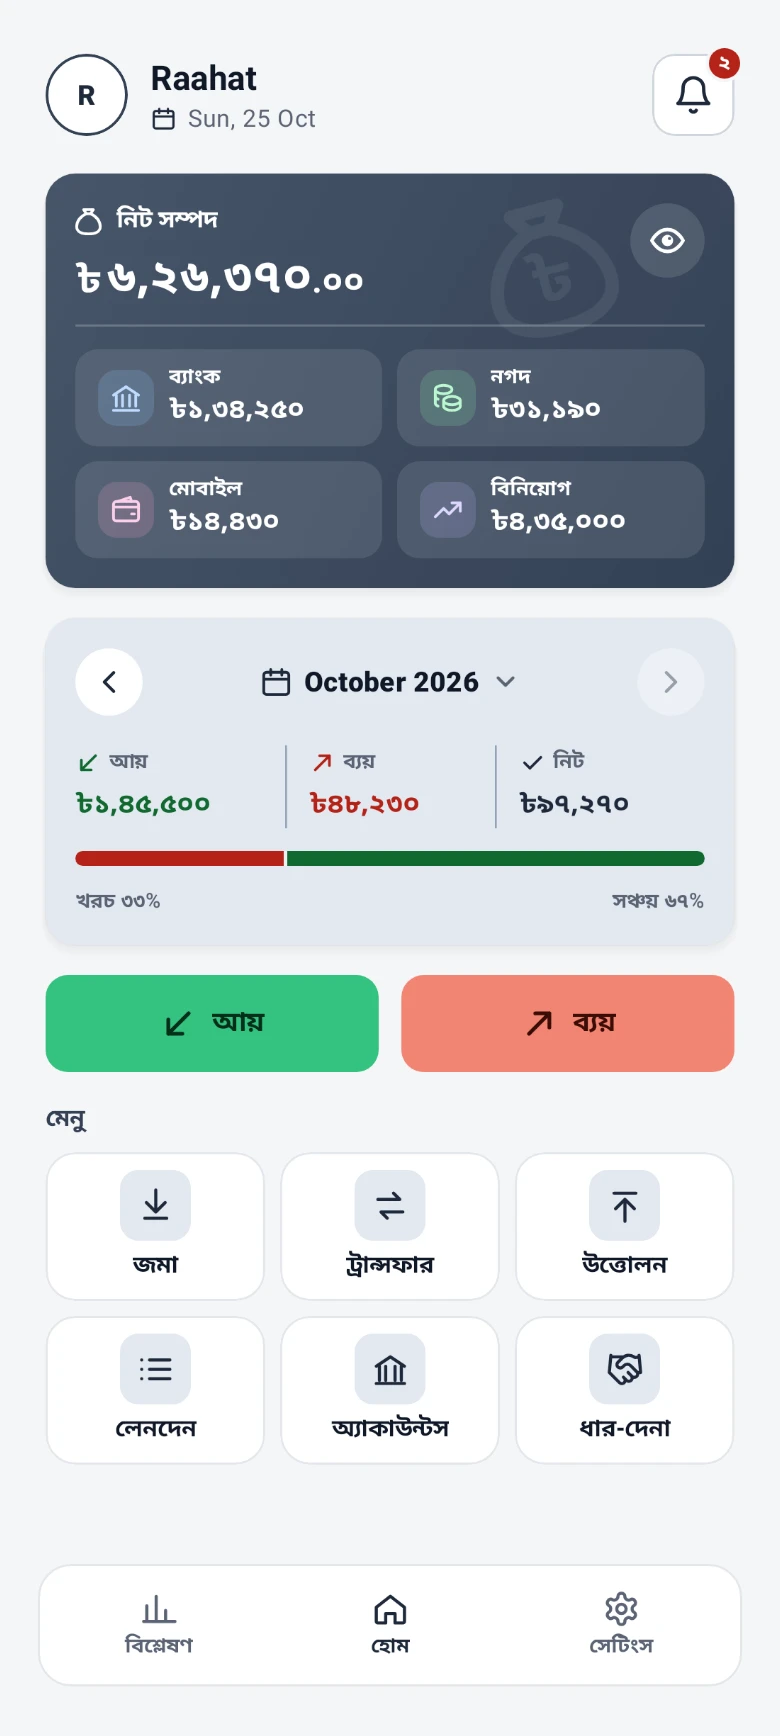 R
Raahat
Sun, 25 Oct
২
নিট সম্পদ
৳৬,২৬,৩৭০.০০
৳
ব্যাংক
৳১,৩৪,২৫০
নগদ
৳৩১,১৯০
মোবাইল
৳১৪,৪৩০
বিনিয়োগ
৳৪,৩৫,০০০
October 2026
আয়
৳১,৪৫,৫০০
ব্যয়
৳৪৮,২৩০
নিট
৳৯৭,২৭০
খরচ ৩৩%
সঞ্চয় ৬৭%
আয়
ব্যয়
মেনু
জমা
ট্রান্সফার
উত্তোলন
লেনদেন
অ্যাকাউন্টস
ধার-দেনা
বিশ্লেষণ
হোম
সেটিংস